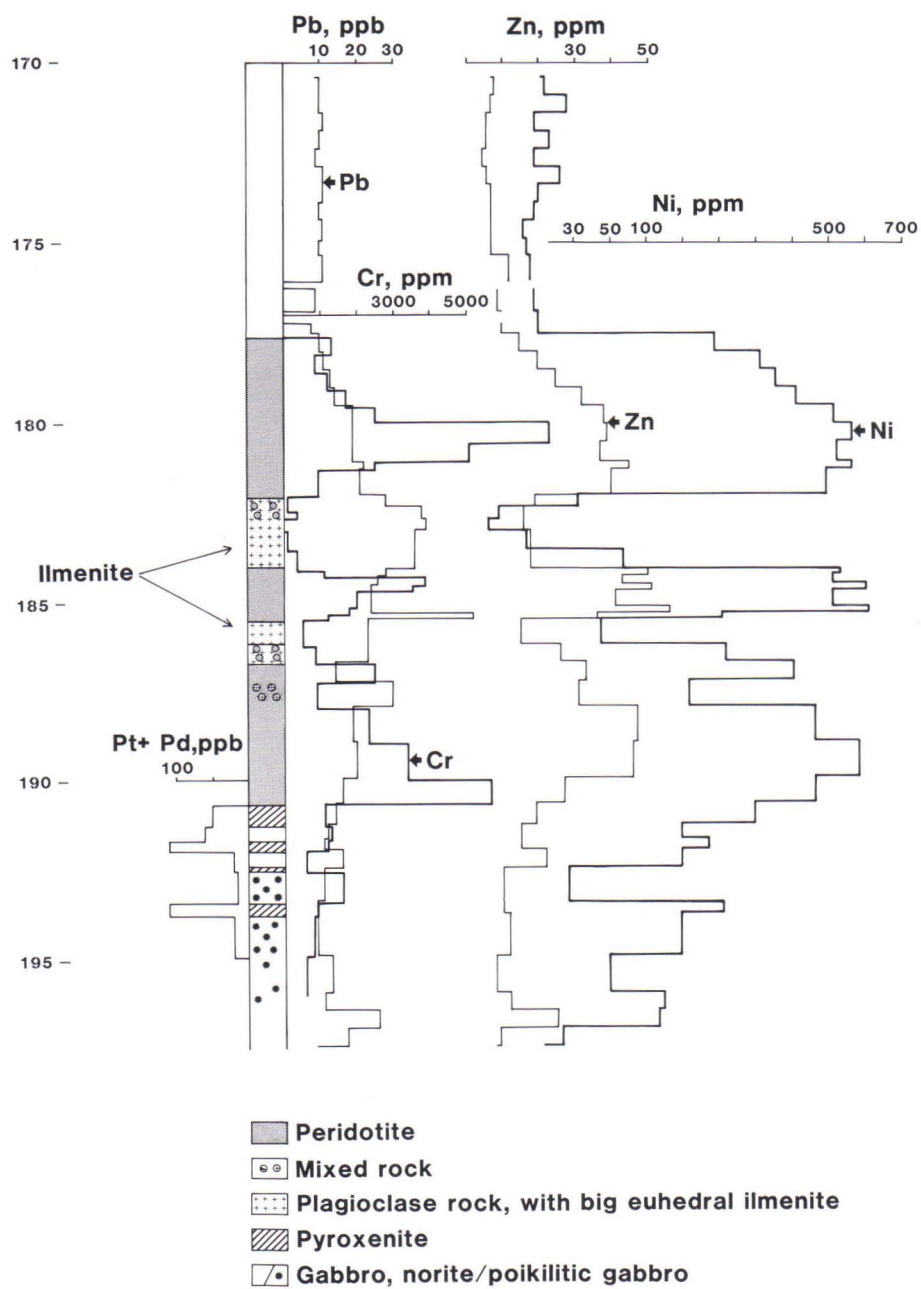 Pb, ppb
Zn, ppm
10 20 30
30 50
170 –
Pb
175 –
Ni, ppm
30 50 100 500 700
Cr, ppm
3000 5000
180 –
Zn
Ni
Ilmenite
185 –
Pt+ Pd,ppb
100
Cr
190 –
195 –
Peridotite
Mixed rock
Plagioclase rock, with big euhedral ilmenite
Pyroxenite
Gabbro, norite/poikilitic gabbro